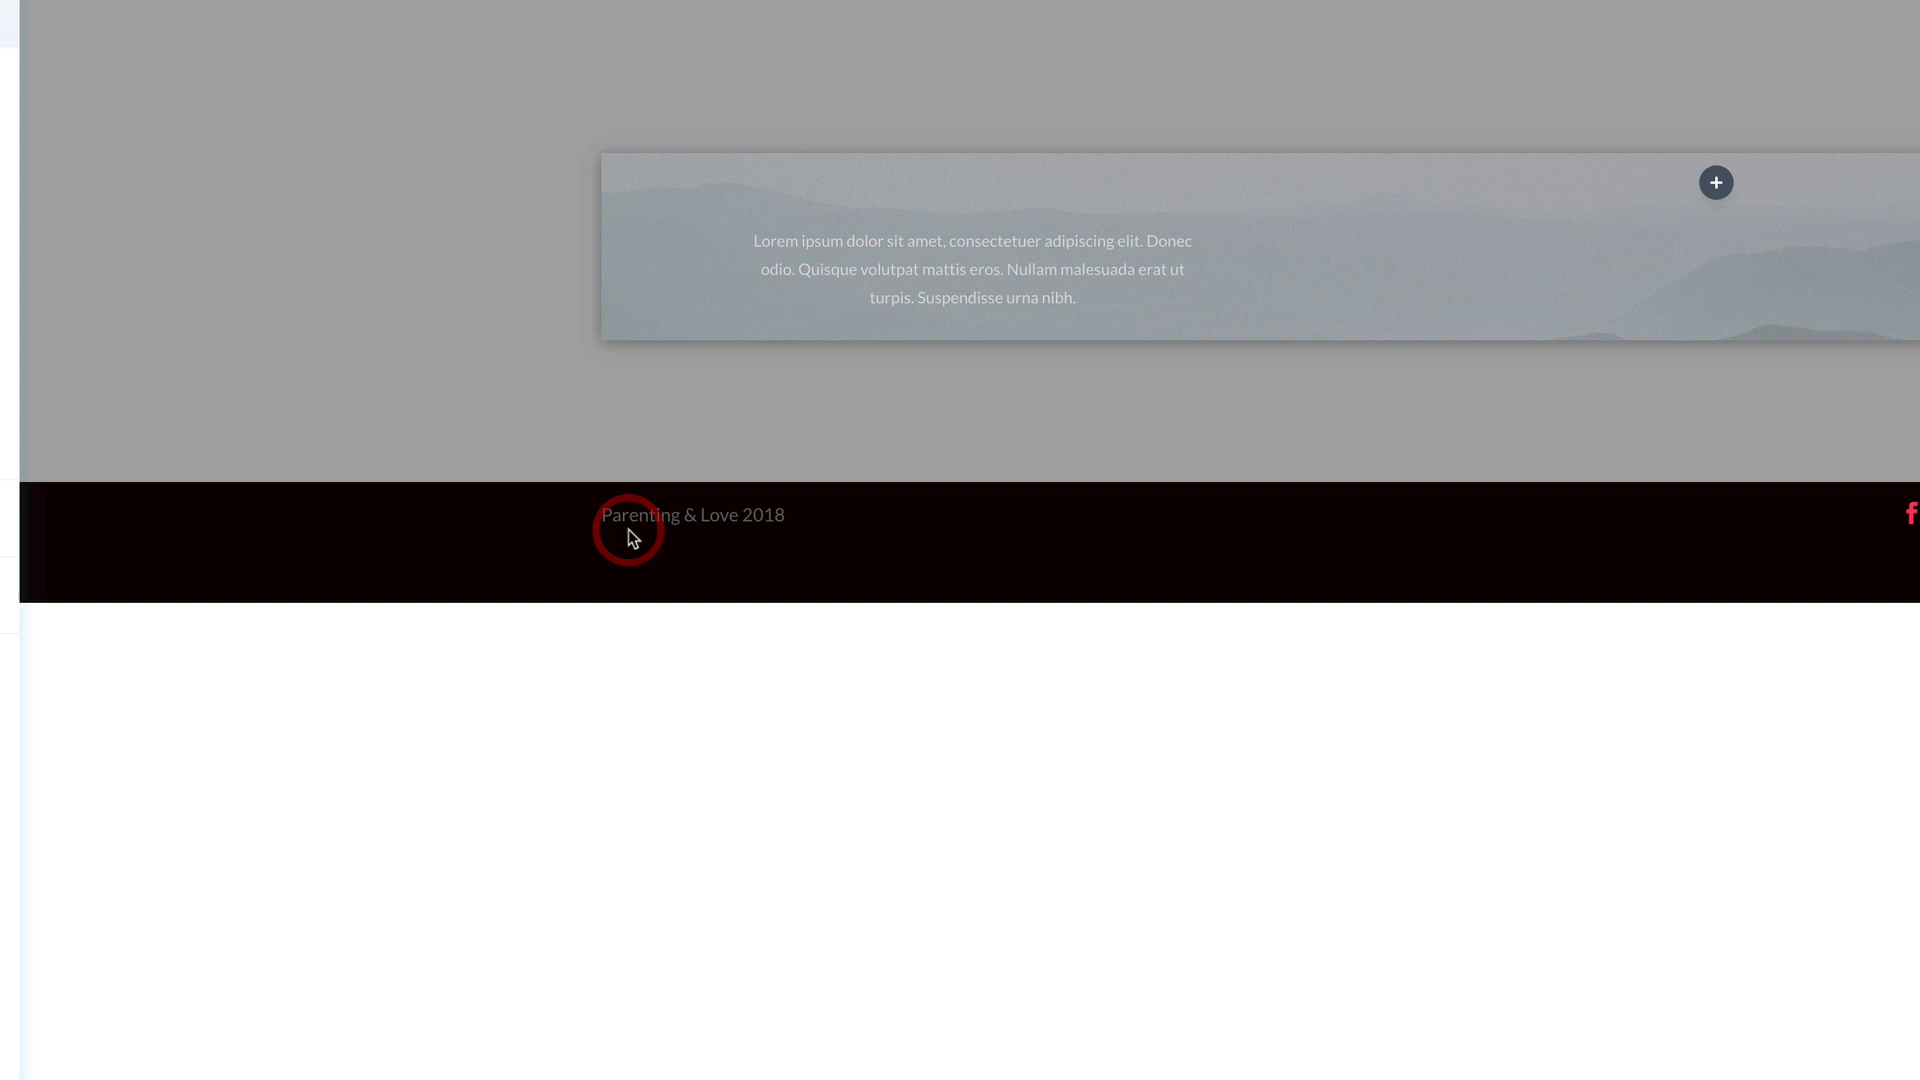 Lorem ipsum dolor sit amet, consectetuer adipiscing elit. Donec
odio. Quisque volutpat mattis eros. Nullam malesuada erat ut
turpis. Suspendisse urna nibh.
Parenting & Love 2018